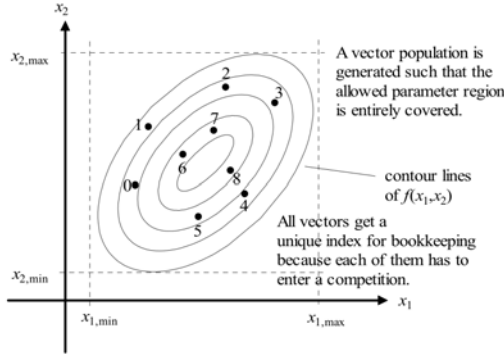 x2
x2,max
A vector population is
generated such that the
allowed parameter region
is entirely covered.
2
3
1
7
6
0
8
4
5
contour lines
of f(x1,x2)
All vectors get a
unique index for bookkeeping
because each of them has to
enter a competition.
x2,min
x1,min
x1,max
x1